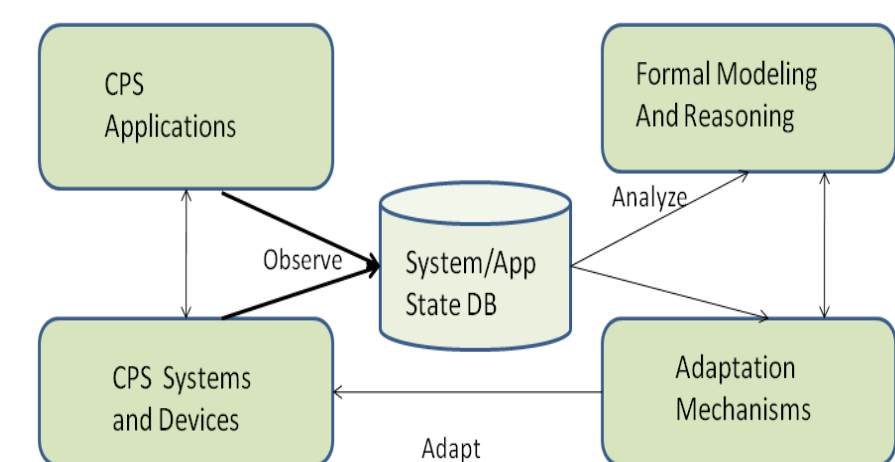 CPS
Applications
Formal Modeling
And Reasoning
Analyze
Observe
System/App
State DB
CPS Systems
and Devices
Adaptation
Mechanisms
Adapt